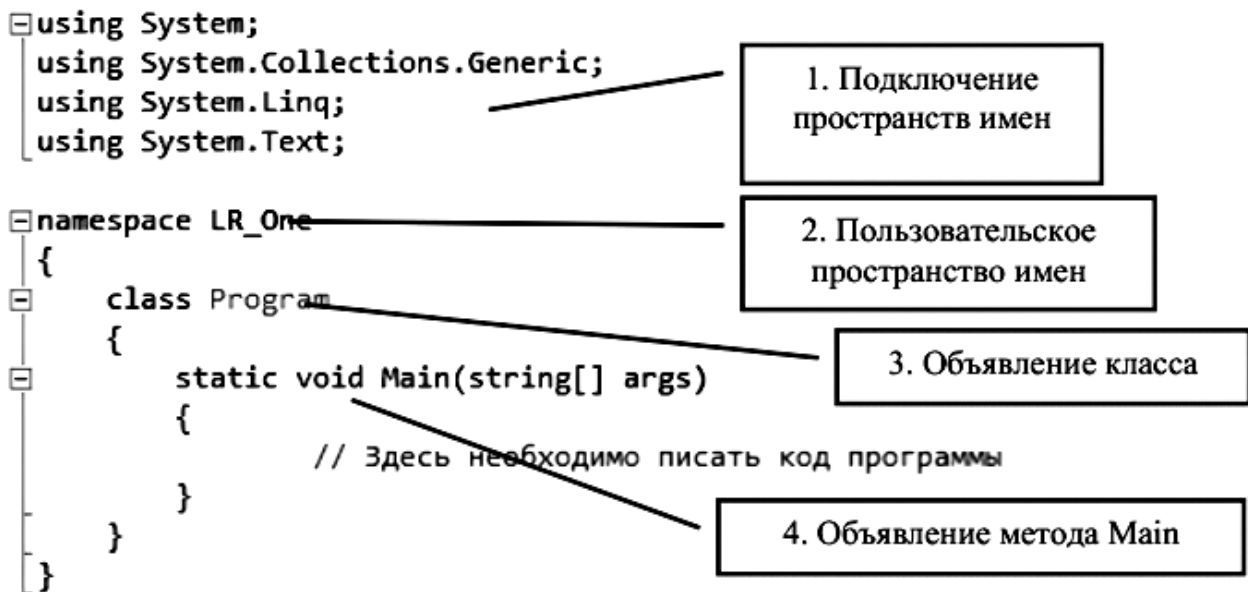 using System;
using System.Collections.Generic;
using System.Linq;
using System.Text;
1. Подключение
пространств имен
namespace LR_One
2. Пользовательское
пространство имен
{
class Program
3. Объявление класса
{
static void Main(string[] args)
{
// Здесь необходимо писать код программы
}
4. Объявление метода Main
}
}